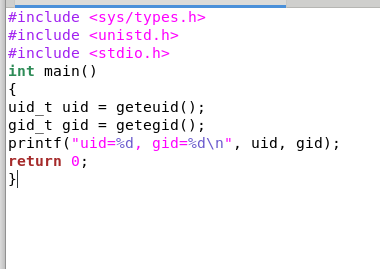 #include <sys/types.h>
#include <unistd.h>
#include <stdio.h>
int main()
{
uid_t uid = geteuid();
gid_t gid = getegid();
printf("uid=%d, gid=%d\n", uid, gid);
return 0;
}